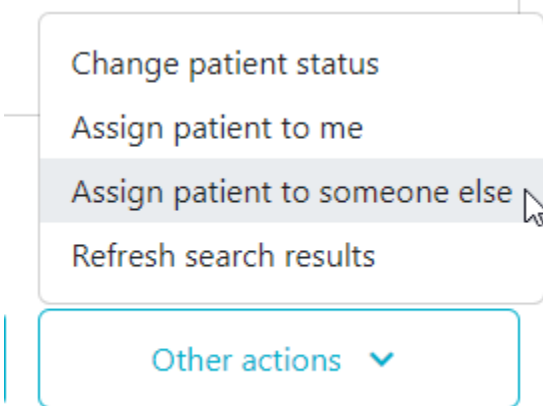 Change patient status
Assign patient to me
Assign patient to someone else
Refresh search results
Other actions